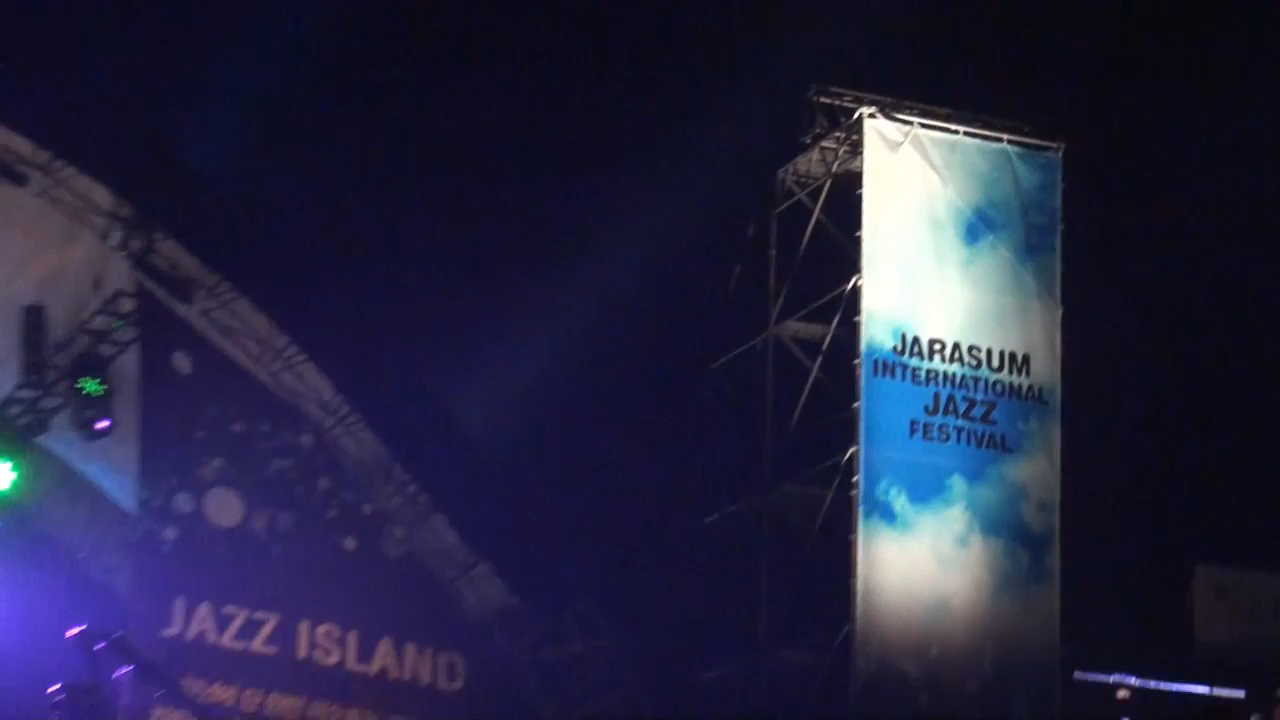 JAZZ ISLAND
JARASUM
INTERNATIONAL
JAZZ
FESTIVAL